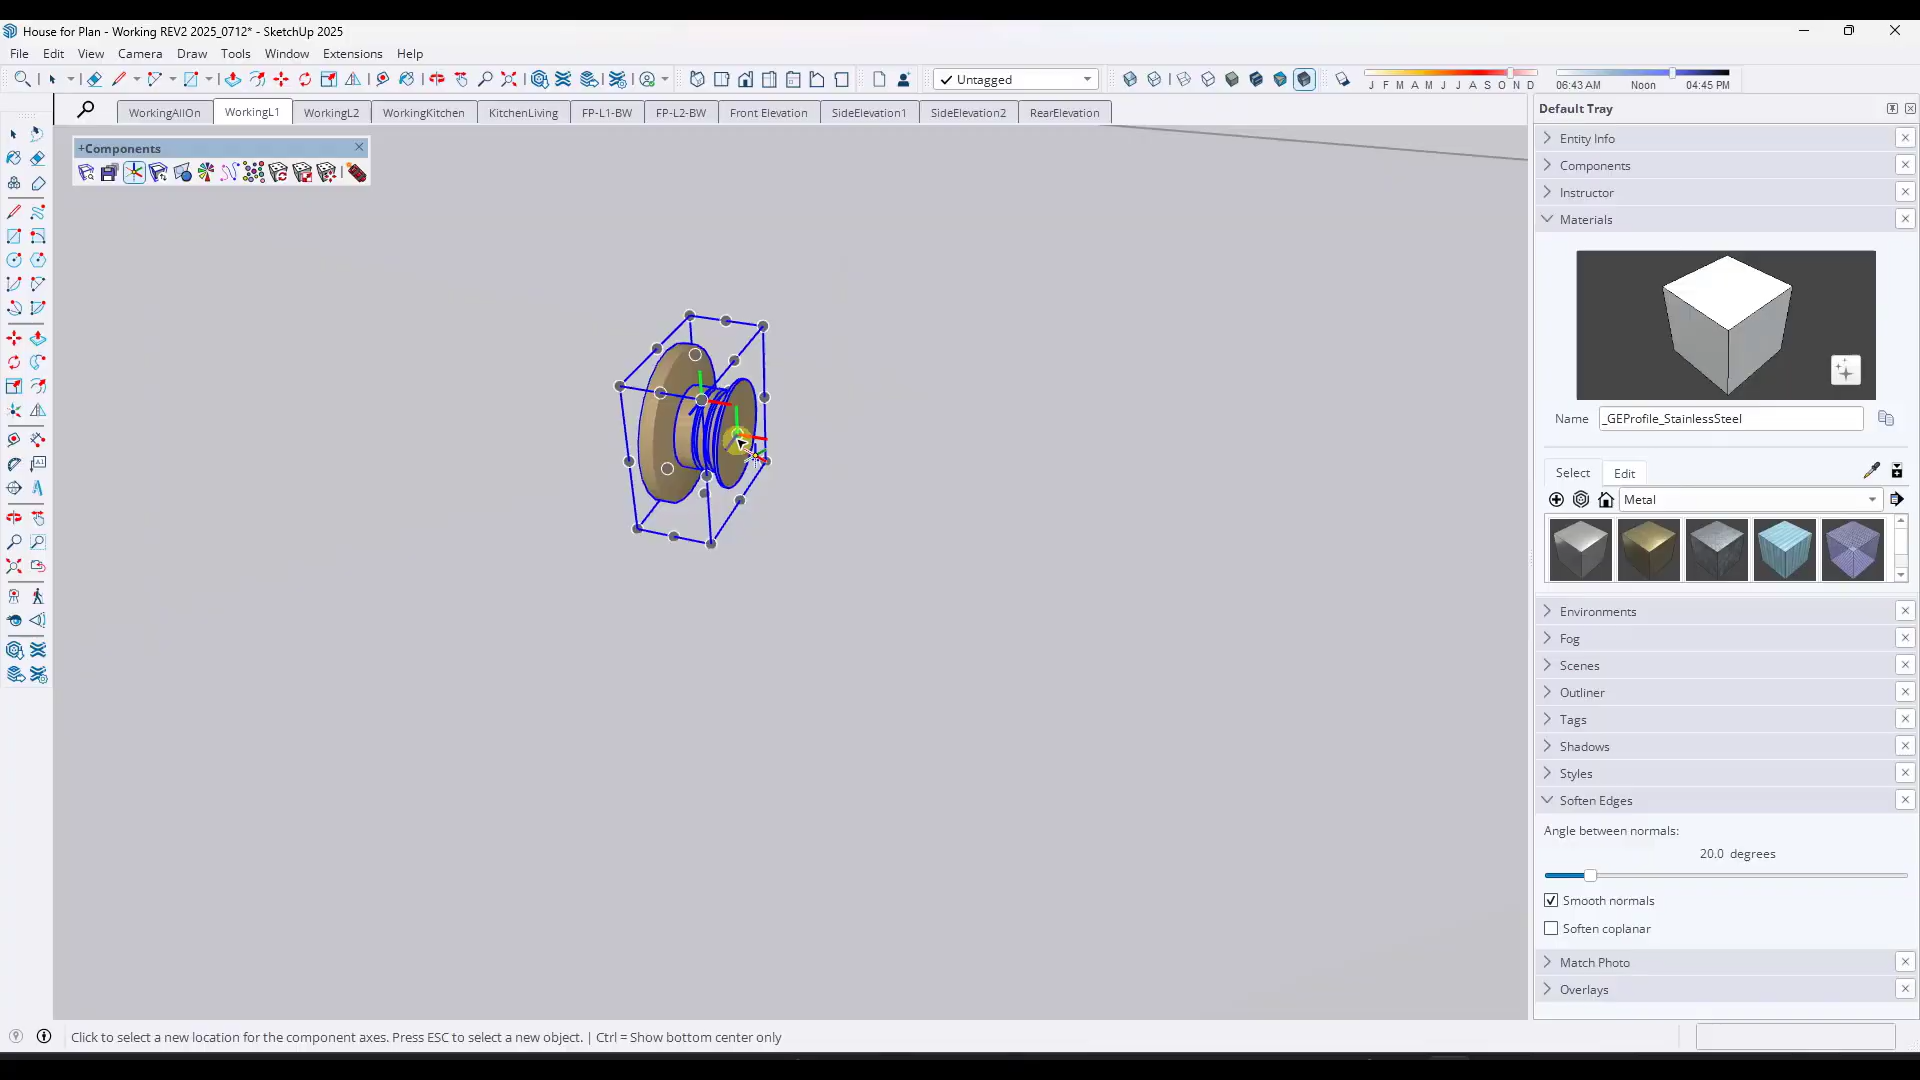 House for Plan - Working REV2 2025_0712* - SketchUp 2025
File Edit View Camera Draw Tools Window Extensions Help
Untagged
J F M A M J J A S O N D
06:43 AM Noon 04:45 PM
WorkingAllOn WorkingL1 WorkingL2 WorkingKitchen KitchenLiving FP-L1-BW FP-L2-BW Front Elevation SideElevation1 SideElevation2 RearElevation
+Components
Default Tray
Entity Info
Components
Instructor
Materials
Name _GEProfile_StainlessSteel
Select Edit
Metal
Environments
Fog
Scenes
Outliner
Tags
Shadows
Styles
Soften Edges
Angle between normals:
20.0 degrees
Smooth normals
Soften coplanar
Match Photo
Overlays
Click to select a new location for the component axes. Press ESC to select a new object. | Ctrl = Show bottom center only